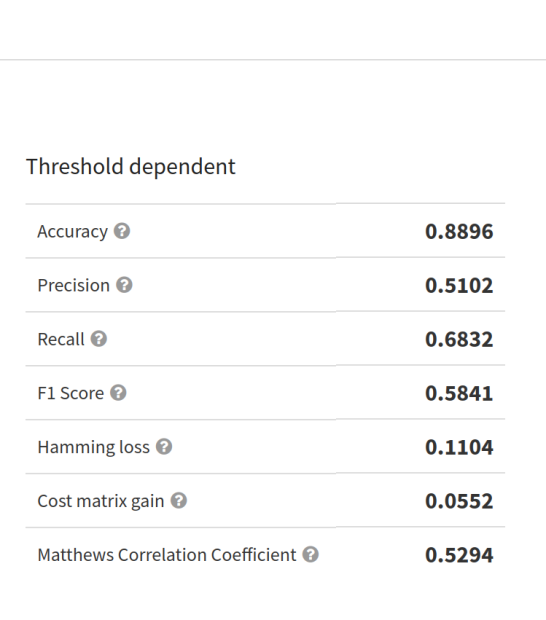 Threshold dependent
Accuracy ? 0.8896
Precision ? 0.5102
Recall ? 0.6832
F1 Score ? 0.5841
Hamming loss ? 0.1104
Cost matrix gain ? 0.0552
Matthews Correlation Coefficient ? 0.5294